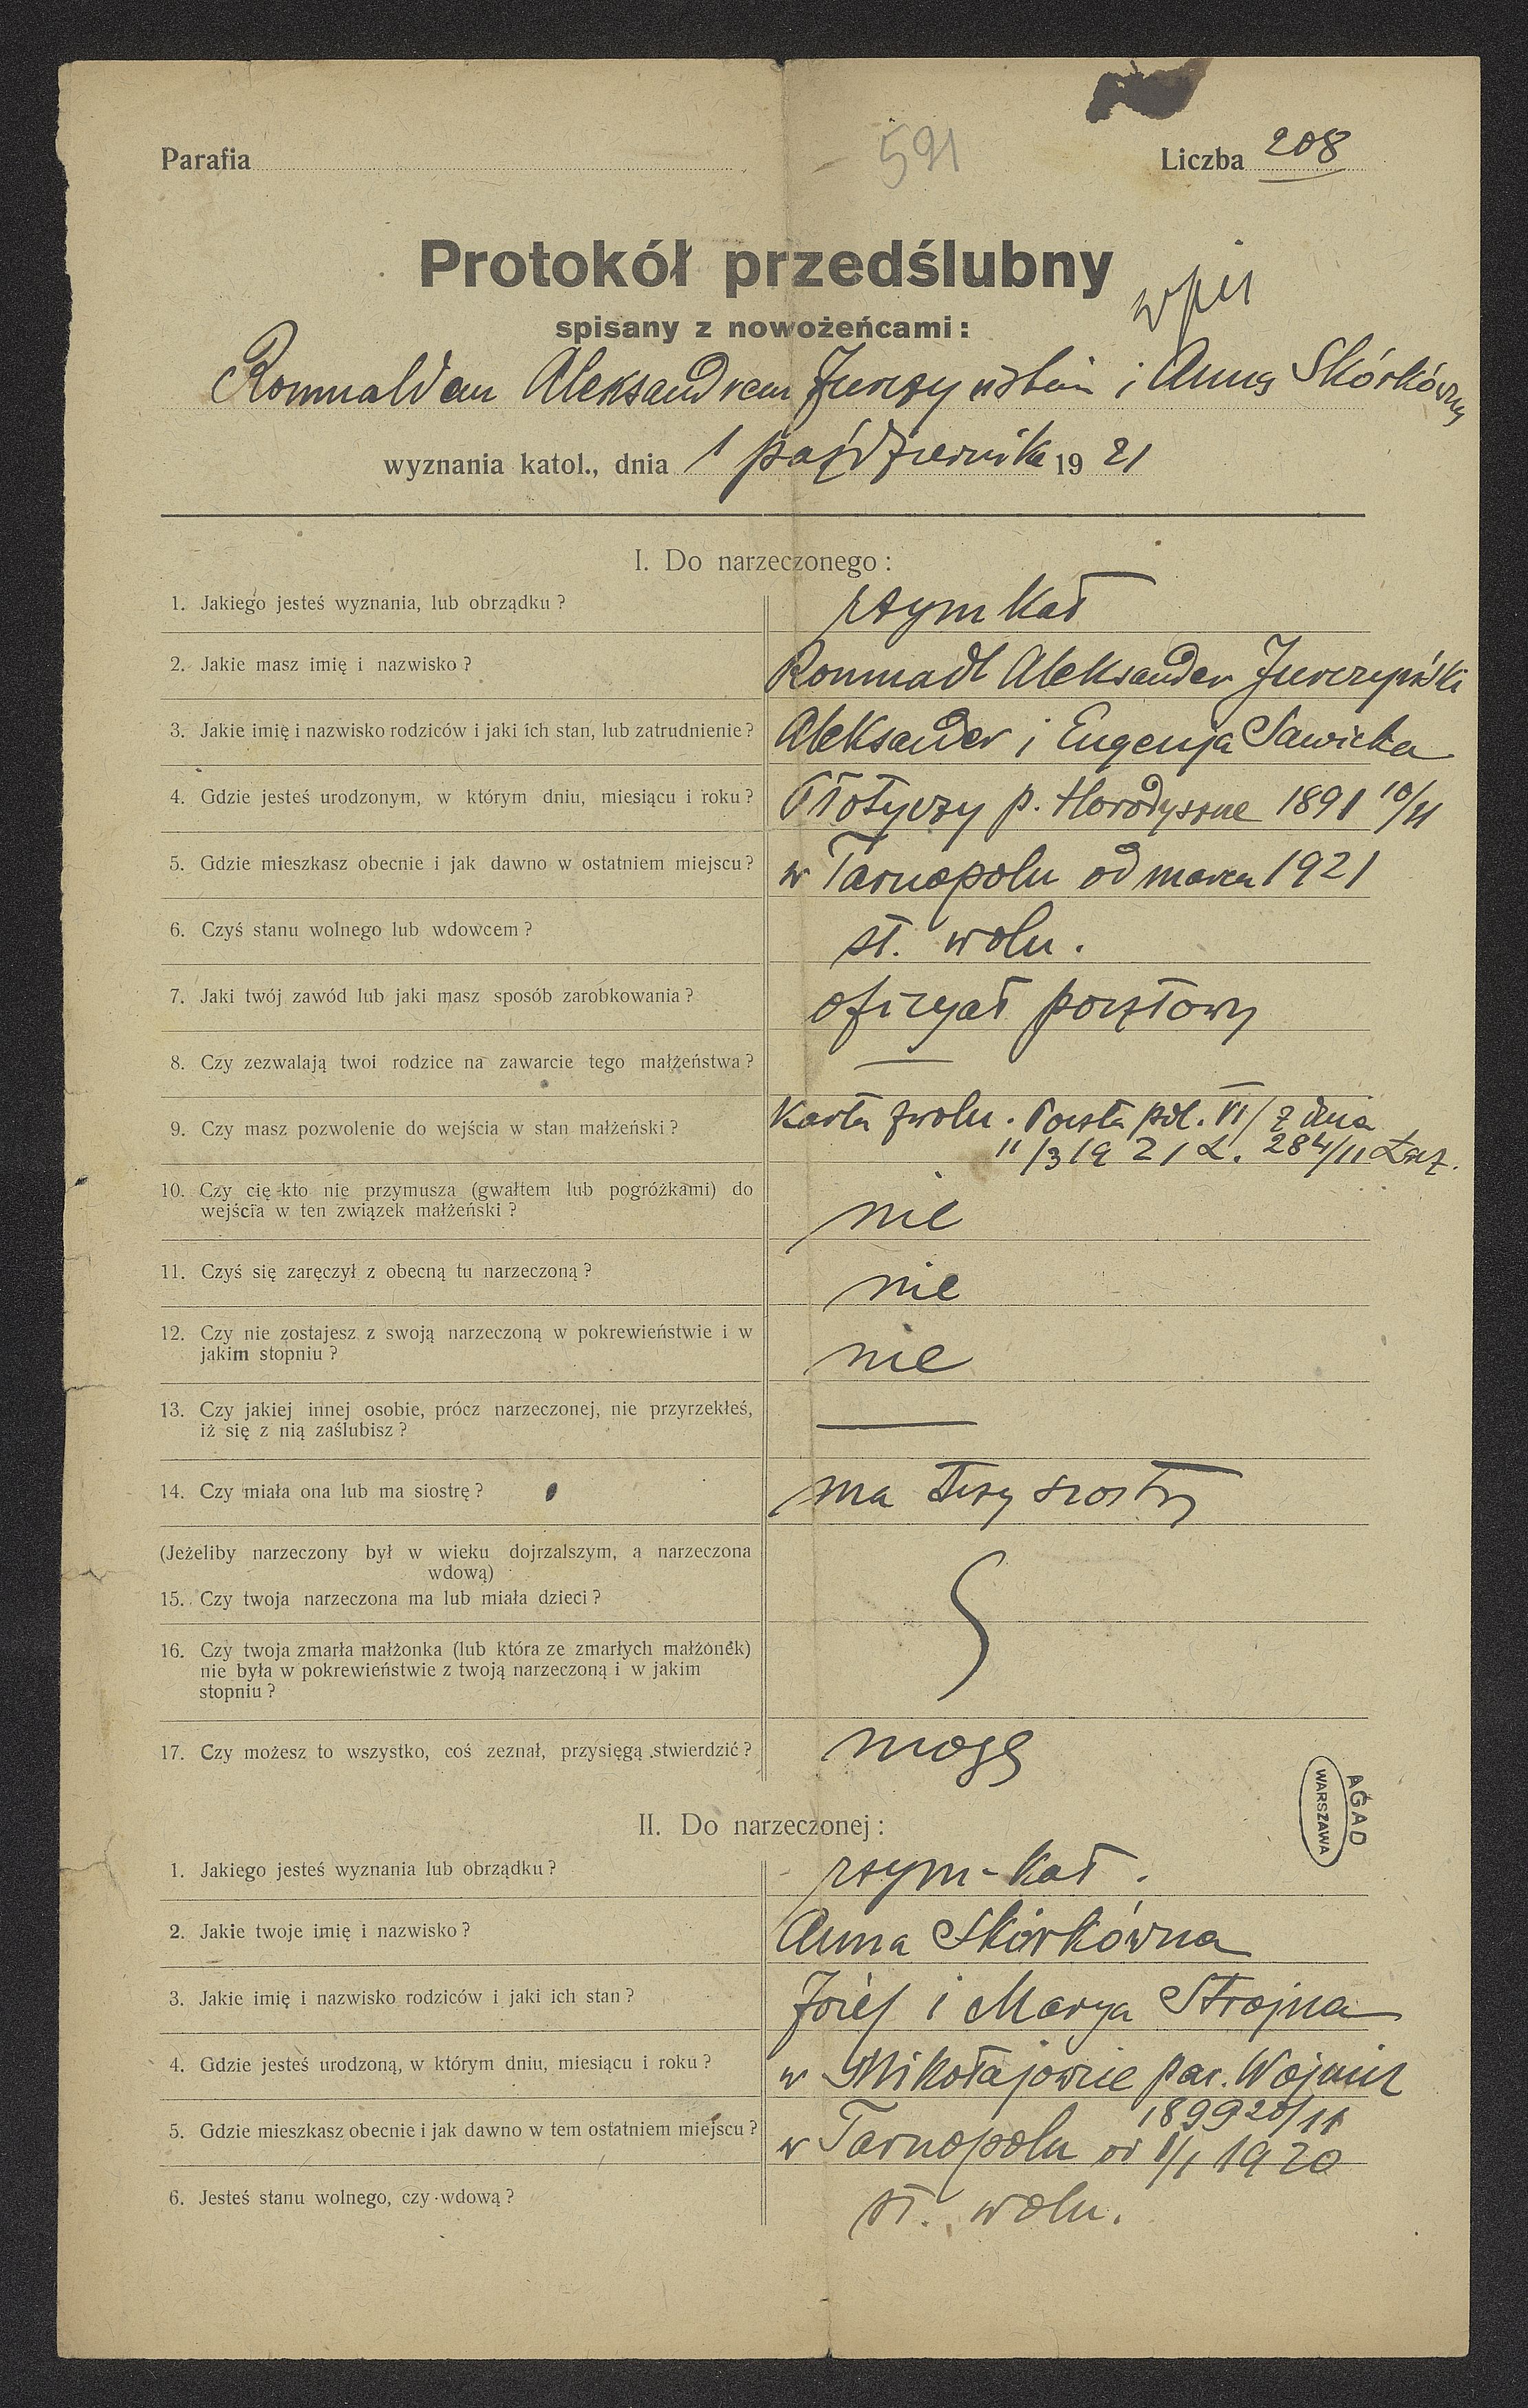 591
Parafia
Liczba 208
Protokół przedślubny
wpis
spisany z nowożeńcami:
Romualdem Aleksandrem Jurczyńskim i Anną Skórkówną
wyznania katol., dnia 1 października 1921
I. Do narzeczonego:
1. Jakiego jesteś wyznania, lub obrządku?
rzym kat
2. Jakie masz imię i nazwisko?
Romuald Aleksander Jurczyński
3. Jakie imię i nazwisko rodziców i jaki ich stan, lub zatrudnienie?
Aleksander i Eugenja Sawicka
4. Gdzie jesteś urodzonym, w którym dniu, miesiącu i roku?
Płotyczy p. Horodyszcze 1891 10/11
5. Gdzie mieszkasz obecnie i jak dawno w ostatniem miejscu?
w Tarnopolu od marca 1921
6. Czyś stanu wolnego lub wdowcem?
st. woln.
7. Jaki twój zawód lub jaki masz sposób zarobkowania?
oficyał pocztowy
8. Czy zezwalają twoi rodzice na zawarcie tego małżeństwa?
—
9. Czy masz pozwolenie do wejścia w stan małżeński?
Karta zwoln. Poczta pol. VI/ z dnia
11/3 1921 L. 284/11
10. Czy cię kto nie przymusza (gwałtem lub pogróżkami) do
wejścia w ten związek małżeński?
nie
11. Czyś się zaręczył z obecną tu narzeczoną?
nie
12. Czy nie zostajesz z swoją narzeczoną w pokrewieństwie i w
jakim stopniu?
nie
13. Czy jakiej innej osobie, prócz narzeczonej, nie przyrzekłeś,
iż się z nią zaślubisz?
—
14. Czy miała ona lub ma siostrę?
ma trzy siostry
(Jeżeliby narzeczony był w wieku dojrzalszym, a narzeczona
wdową)
15. Czy twoja narzeczona ma lub miała dzieci?
16. Czy twoja zmarła małżonka (lub która ze zmarłych małżonek)
nie była w pokrewieństwie z twoją narzeczoną i w jakim
stopniu?
17. Czy możesz to wszystko, coś zeznał, przysięgą stwierdzić?
mogę
AGAD
WARSZAWA
II. Do narzeczonej:
1. Jakiego jesteś wyznania lub obrządku?
rzym-kat.
2. Jakie twoje imię i nazwisko?
Anna Skórkówna
3. Jakie imię i nazwisko rodziców i jaki ich stan?
Józef i Marya Strojna
4. Gdzie jesteś urodzoną, w którym dniu, miesiącu i roku?
w Mikołajowie par. Wojnicz
1899 20/11
5. Gdzie mieszkasz obecnie i jak dawno w tem ostatniem miejscu?
w Tarnopolu od 1/1 1920
6. Jesteś stanu wolnego, czy wdową?
st. woln.